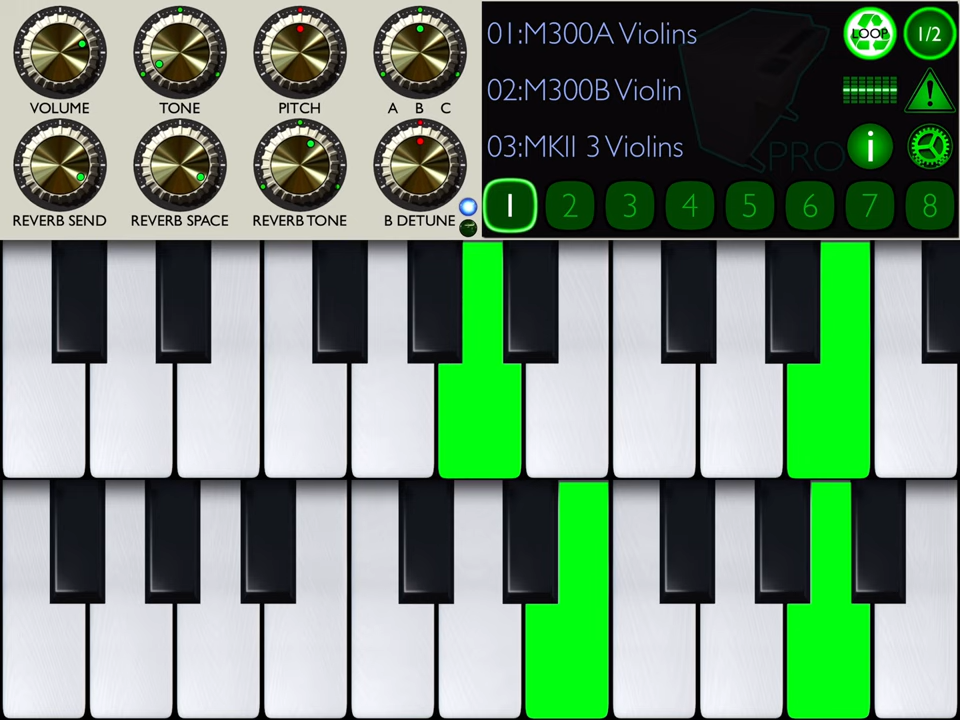 VOLUME
TONE
PITCH
A B C
REVERB SEND
REVERB SPACE
REVERB TONE
B DETUNE
01:M300A Violins
02:M300B Violin
03:MKII 3 Violins
PRO
LOOP
1/2
!
i
1 2 3 4 5 6 7 8